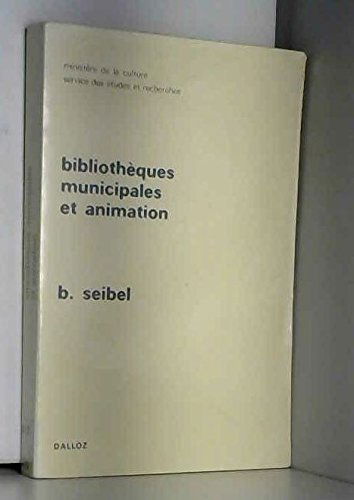 ministère de la culture
service des études et recherches
bibliothèques
municipales
et animation
b. seibel
DALLOZ